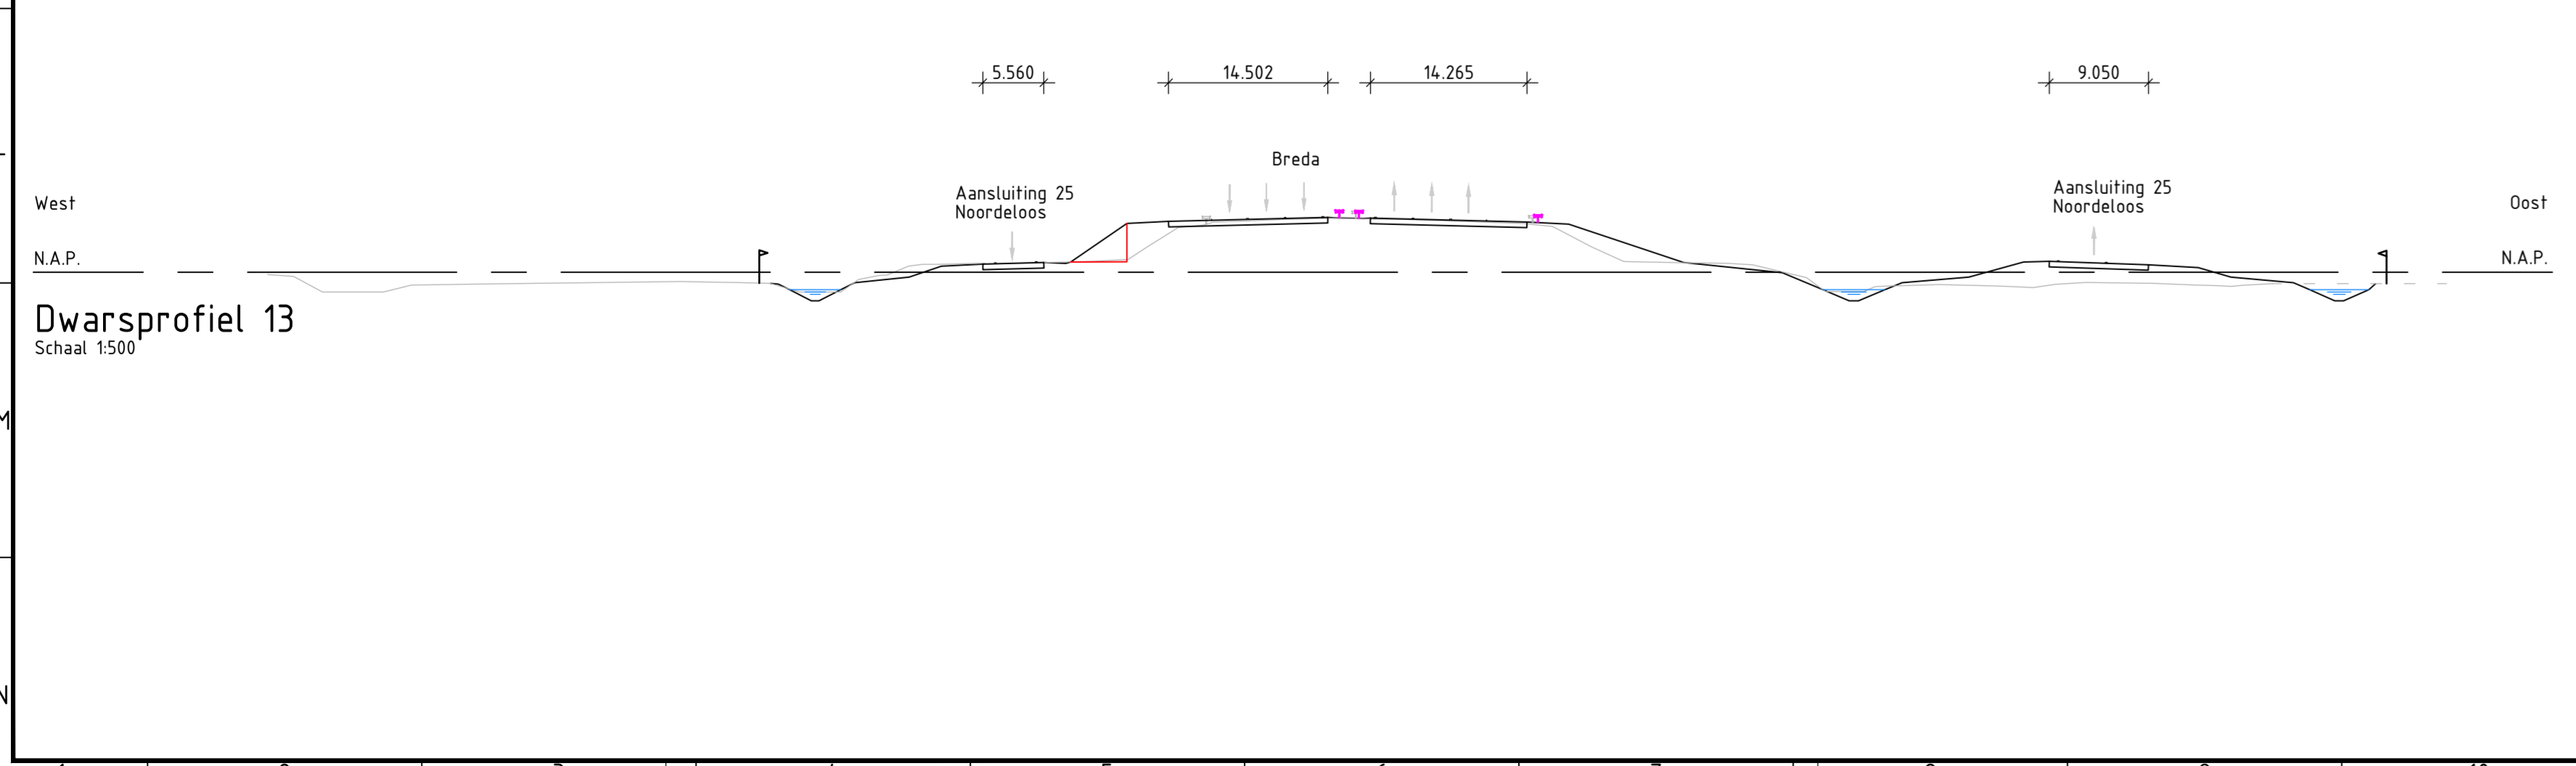 5.560
14.502
14.265
9.050
Breda
Aansluiting 25
Noordeloos
Aansluiting 25
Noordeloos
West
Oost
N.A.P.
N.A.P.
Dwarsprofiel 13
Schaal 1:500
M
N